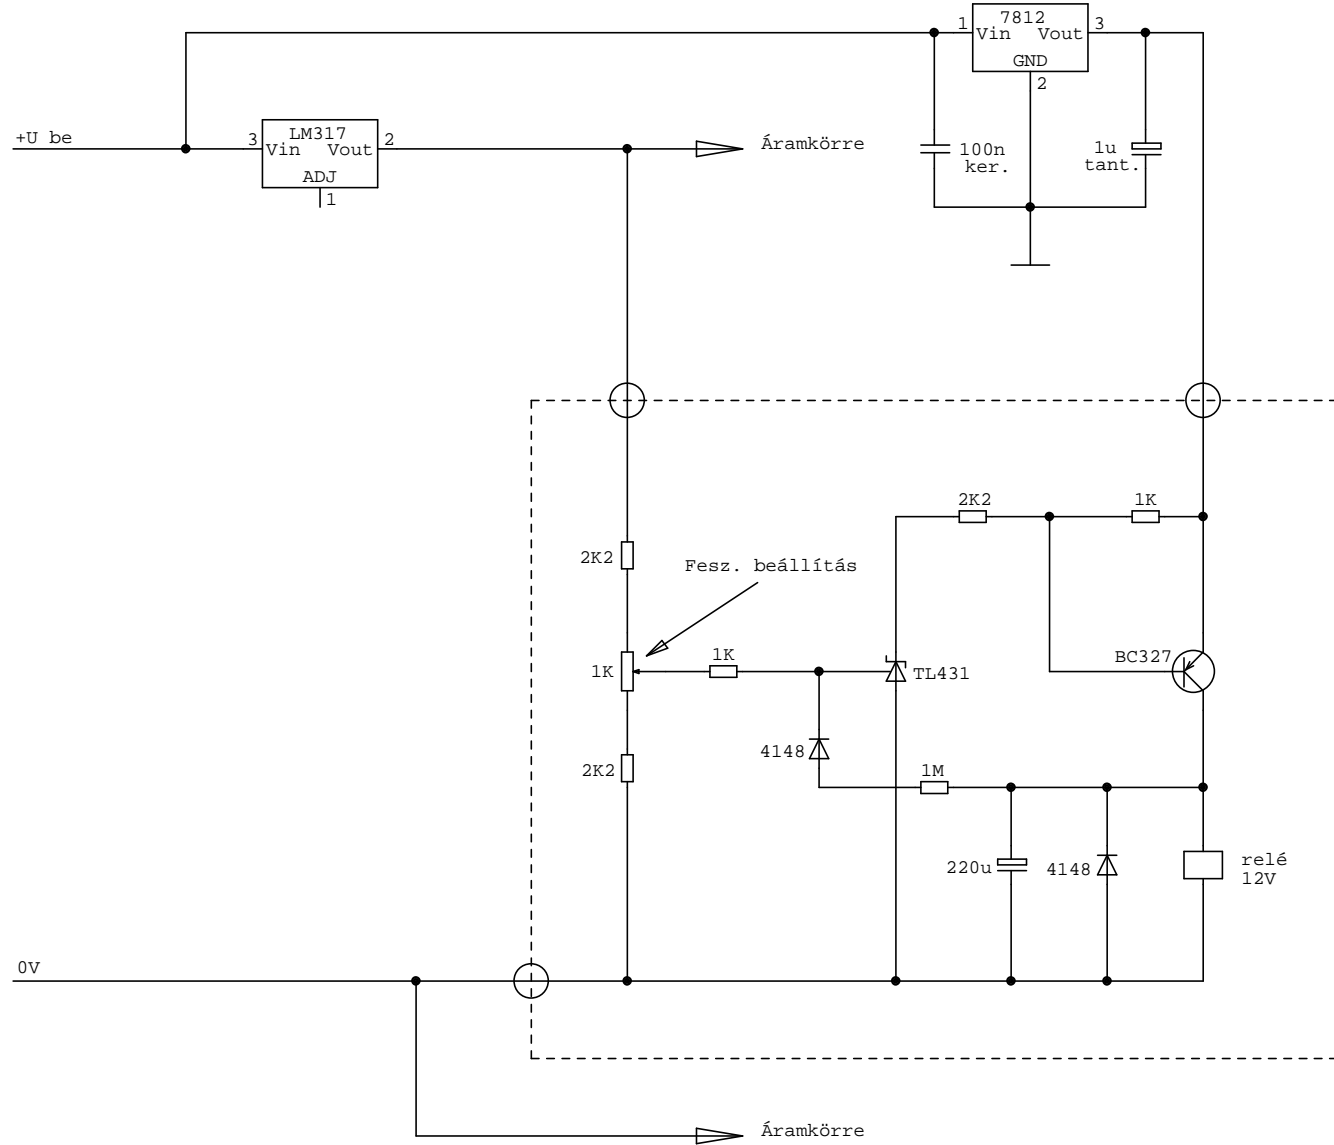 7812
1 Vin Vout 3
GND
2
+U be
LM317
3 Vin Vout 2
ADJ
1
Áramkörre
100n
ker.
1u
tant.
2K2
1K
2K2
Fesz. beállítás
1K
1K
TL431
BC327
4148
2K2
1M
220u
4148
relé
12V
0V
Áramkörre